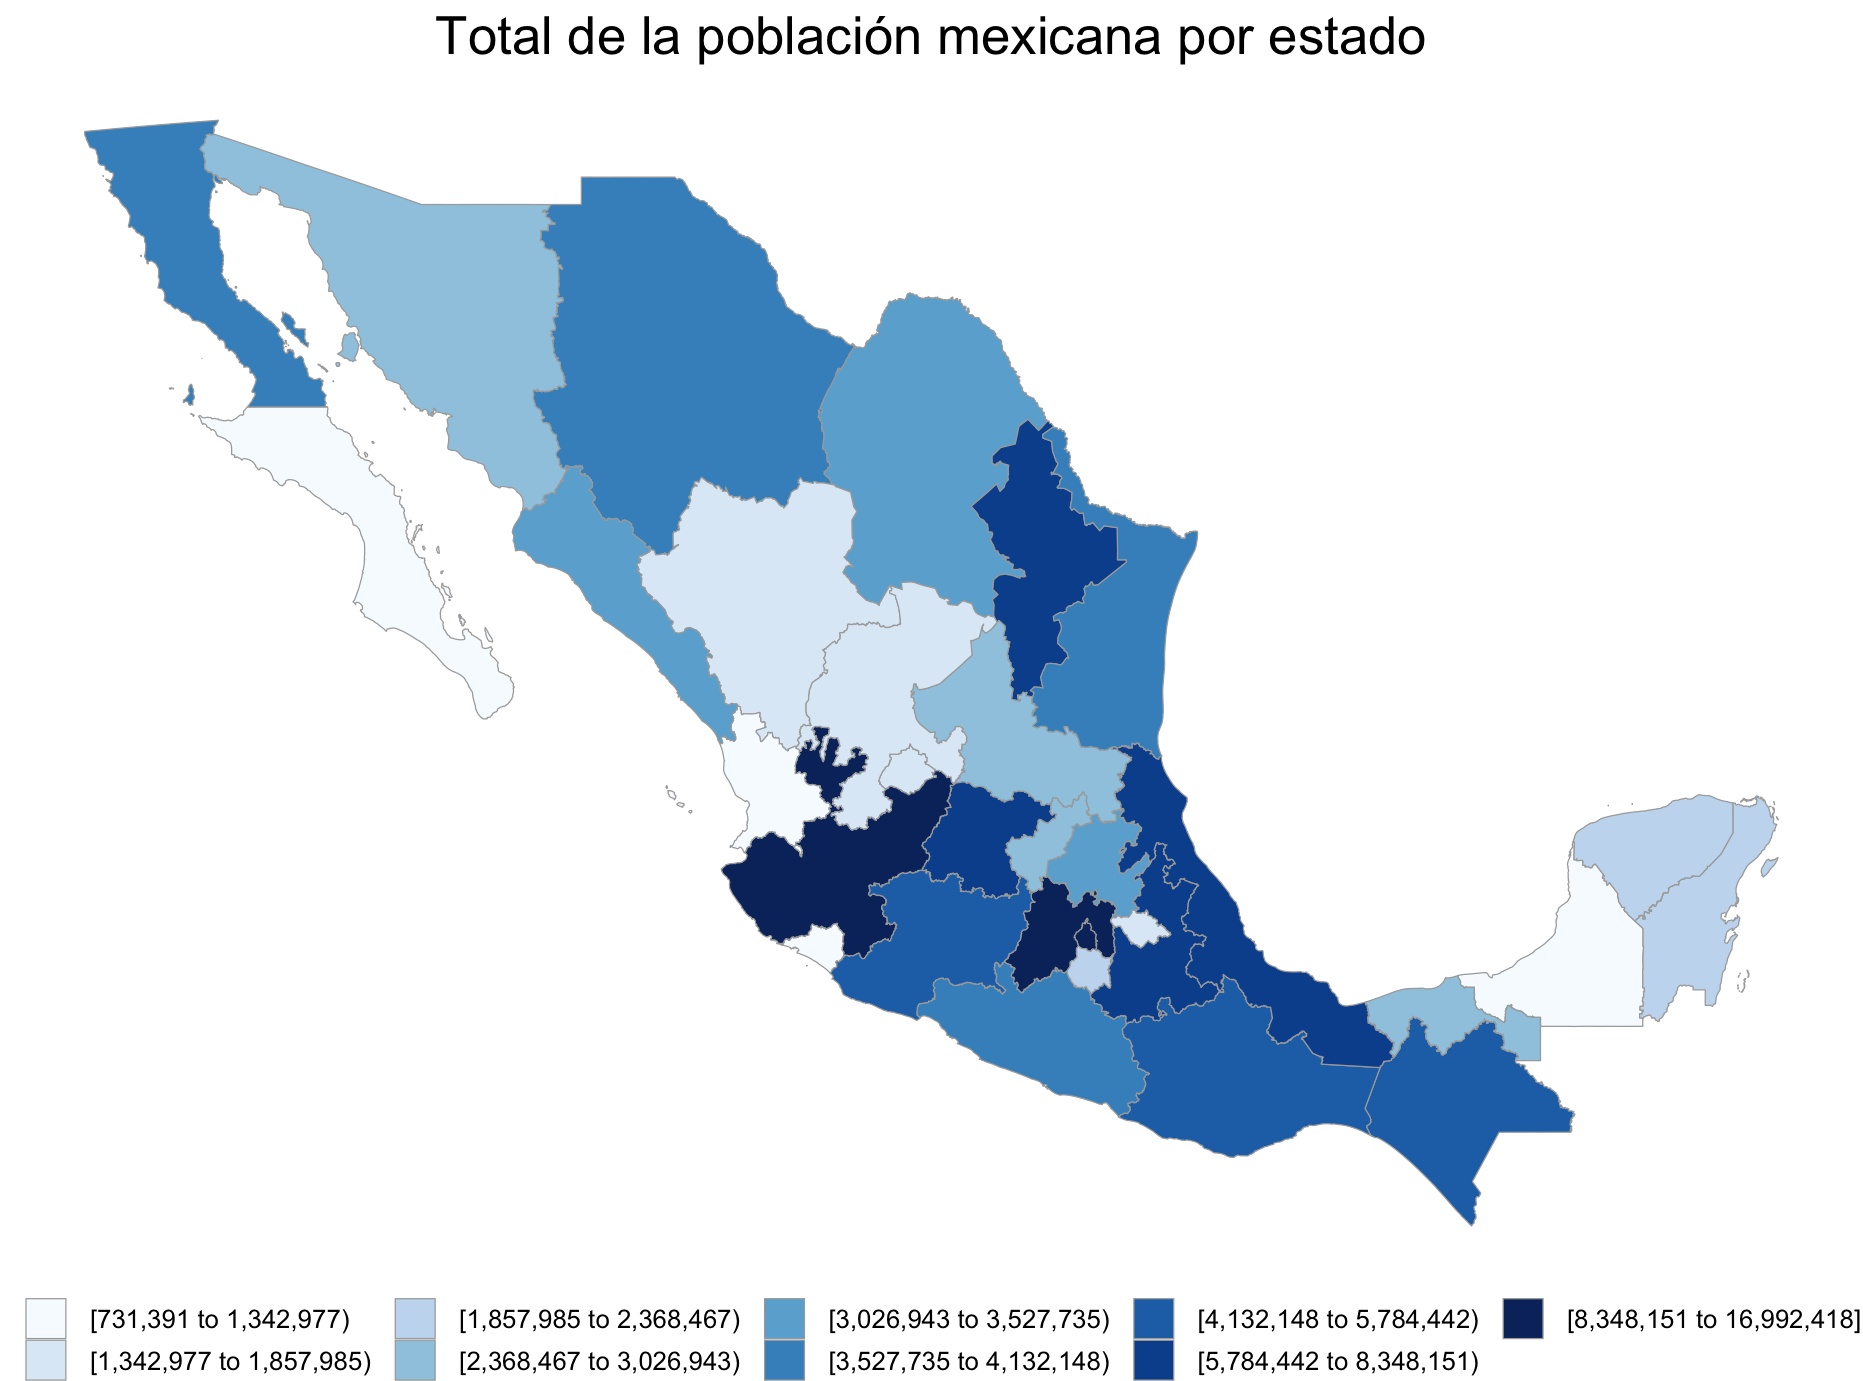 Total de la población mexicana por estado
[731,391 to 1,342,977)
[1,342,977 to 1,857,985)
[1,857,985 to 2,368,467)
[2,368,467 to 3,026,943)
[3,026,943 to 3,527,735)
[3,527,735 to 4,132,148)
[4,132,148 to 5,784,442)
[5,784,442 to 8,348,151)
[8,348,151 to 16,992,418]